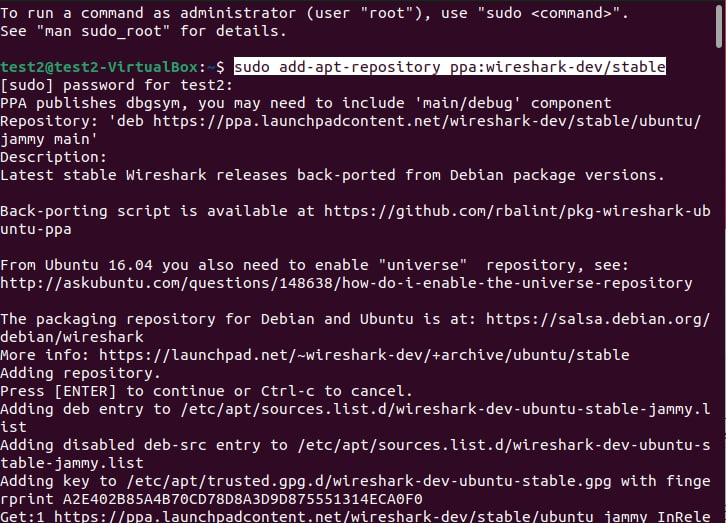 To run a command as administrator (user "root"), use "sudo <command>".
See "man sudo_root" for details.
test2@test2-VirtualBox:~$ sudo add-apt-repository ppa:wireshark-dev/stable
[sudo] password for test2:
PPA publishes dbgsym, you may need to include 'main/debug' component
Repository: 'deb https://ppa.launchpadcontent.net/wireshark-dev/stable/ubuntu/
jammy main'
Description:
Latest stable Wireshark releases back-ported from Debian package versions.
Back-porting script is available at https://github.com/rbalint/pkg-wireshark-ub
untu-ppa
From Ubuntu 16.04 you also need to enable "universe"  repository, see:
http://askubuntu.com/questions/148638/how-do-i-enable-the-universe-repository
The packaging repository for Debian and Ubuntu is at: https://salsa.debian.org/
debian/wireshark
More info: https://launchpad.net/~wireshark-dev/+archive/ubuntu/stable
Adding repository.
Press [ENTER] to continue or Ctrl-c to cancel.
Adding deb entry to /etc/apt/sources.list.d/wireshark-dev-ubuntu-stable-jammy.l
ist
Adding disabled deb-src entry to /etc/apt/sources.list.d/wireshark-dev-ubuntu-s
table-jammy.list
Adding key to /etc/apt/trusted.gpg.d/wireshark-dev-ubuntu-stable.gpg with finge
rprint A2E402B85A4B70CD78D8A3D9D875551314ECA0F0
Get:1 https://ppa.launchpadcontent.net/wireshark-dev/stable/ubuntu jammy InRele